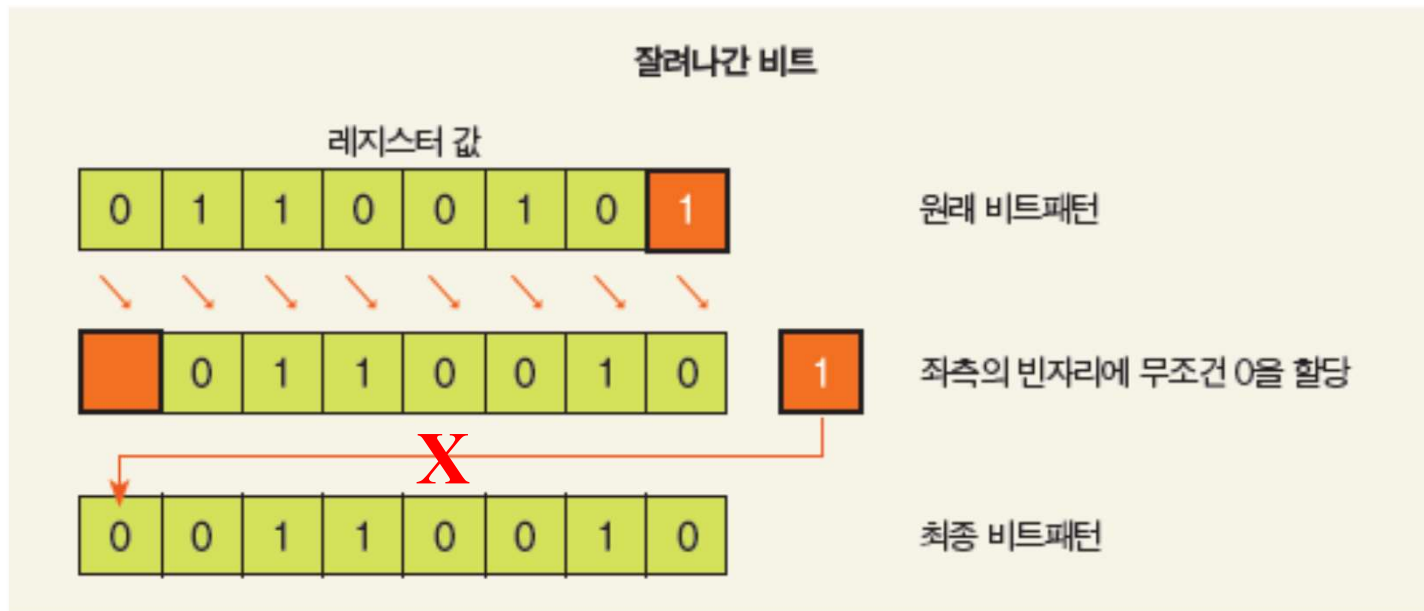 잘려나간 비트
레지스터 값
0 1 1 0 0 1 0 1 원래 비트패턴
0 1 1 0 0 1 0 1 좌측의 빈자리에 무조건 0을 할당
X
0 0 1 1 0 0 1 0 최종 비트패턴